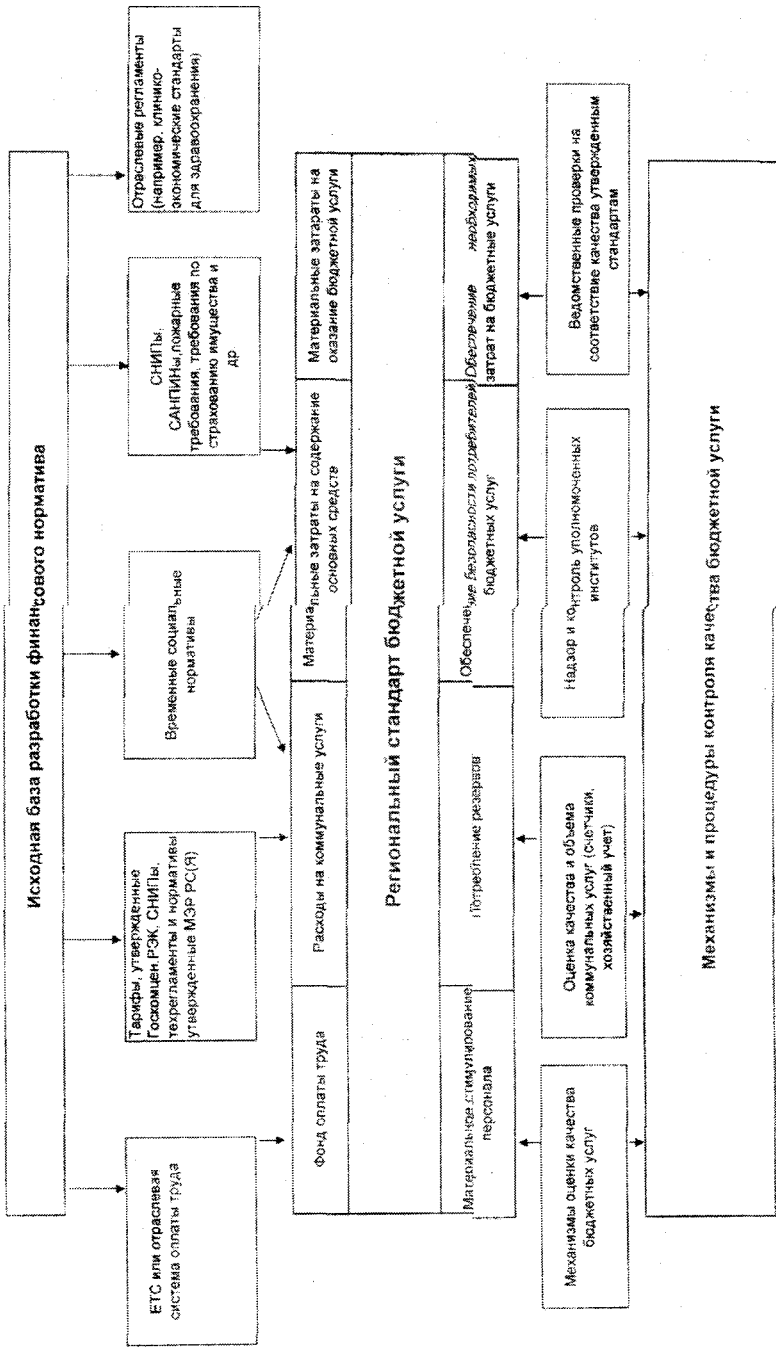 Исходная база разработки финансового норматива
ЕТС или отраслевая
система оплаты труда
Тарифы, утвержденные
Госкомцен,РЭК, СНИПы,
техрегламенты и нормативы
утвержденные МЭР РС(Я)
Временные социальные
нормативы
СНИПы,
САНПИНы,пожарные
требования, требования по
страхованию имущества и
др
Отраслевые регламенты
(например, клинико-
экономические стандарты
для здравоохранения)
Фонд оплаты труда
Расходы на коммунальные услуги
Материальные затраты на содержание
основных средств
Материальные затараты на
оказание бюджетной услуги
Региональный стандарт бюджетной услуги
Материальное стимулирование
персонала
Потребление резервов
Обеспечение безопасности потребителей
бюджетных услуг
Обеспечение необходимых
затрат на бюджетные услуги
Механизмы оценки качества
бюджетных услуг
Оценка качества и объема
коммунальных услуг (счетчики,
хозяйственный учет)
Надзор и контроль уполномоченных
институтов
Ведомственные проверки на
соответствие качества утвержденным
стандартам
Механизмы и процедуры контроля качества бюджетной услуги